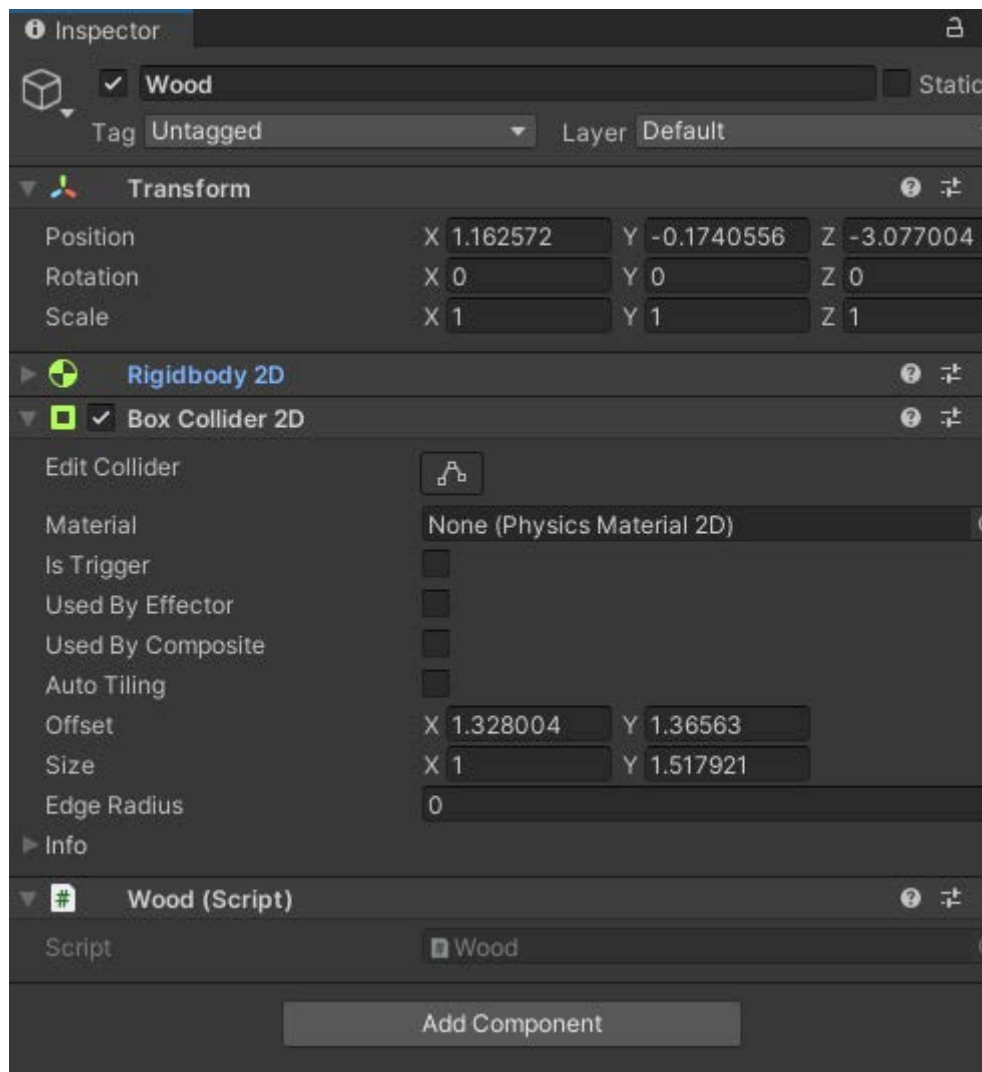 Inspector
Wood Static
Tag Untagged Layer Default
Transform
Position X 1.162572 Y -0.1740556 Z -3.077004
Rotation X 0 Y 0 Z 0
Scale X 1 Y 1 Z 1
Rigidbody 2D
Box Collider 2D
Edit Collider
Material None (Physics Material 2D)
Is Trigger
Used By Effector
Used By Composite
Auto Tiling
Offset X 1.328004 Y 1.36563
Size X 1 Y 1.517921
Edge Radius 0
Info
# Wood (Script)
Script Wood
Add Component